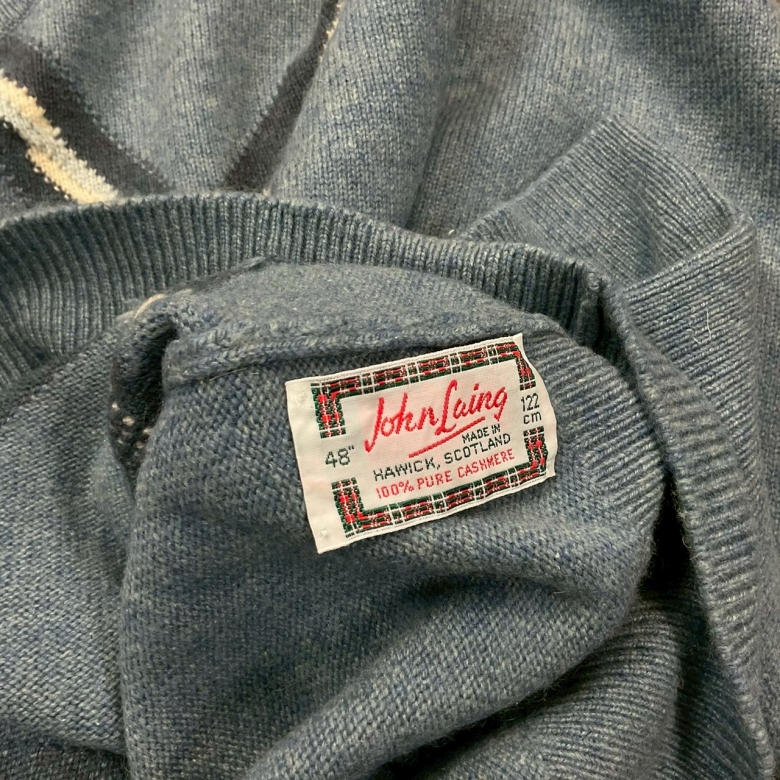 John Laing
MADE IN
HAWICK, SCOTLAND
100% PURE CASHMERE
48"
122
cm